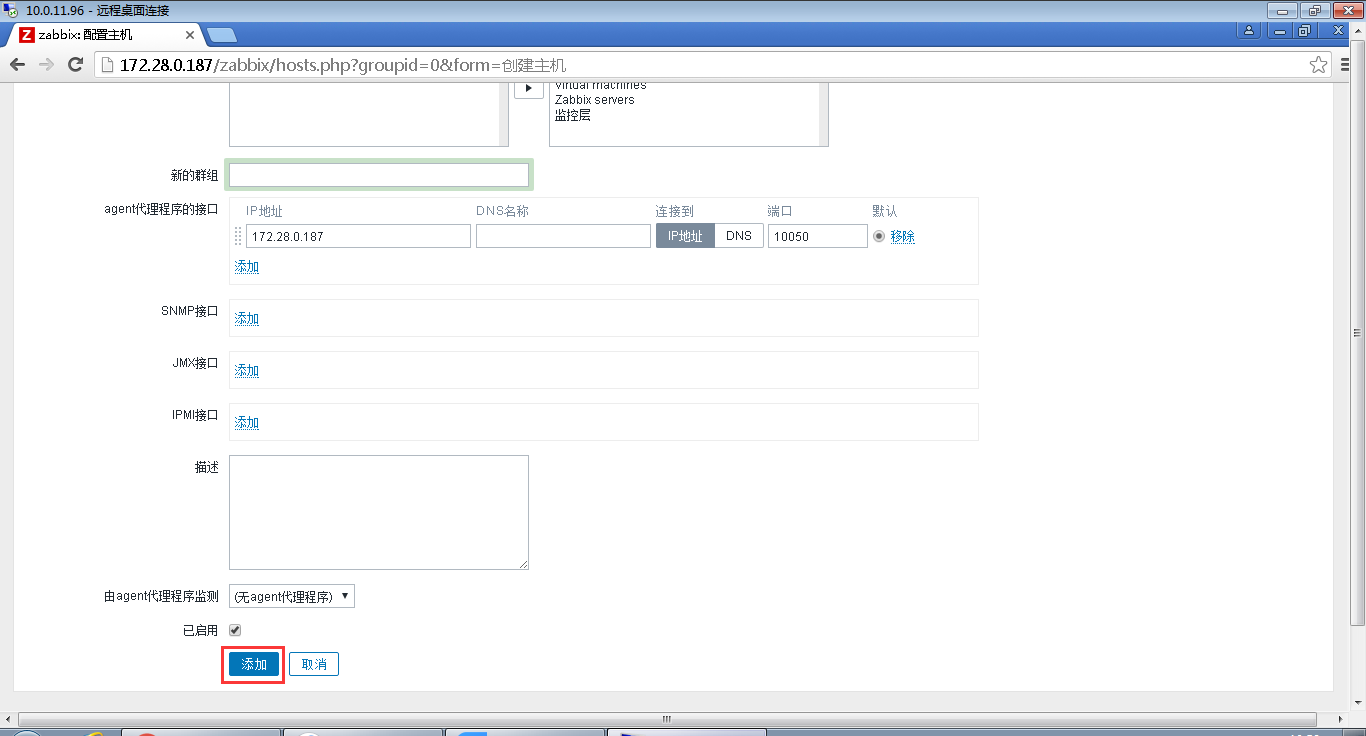 10.0.11.96 - 远程桌面连接
zabbix: 配置主机
172.28.0.187/zabbix/hosts.php?groupid=0&form=创建主机
Virtual machines
Zabbix servers
监控层
新的群组
agent代理程序的接口
IP地址 DNS名称 连接到 端口 默认
172.28.0.187 IP地址 DNS 10050 移除
添加
SNMP接口 添加
JMX接口 添加
IPMI接口 添加
描述
由agent代理程序监测 (无agent代理程序)
已启用
添加 取消